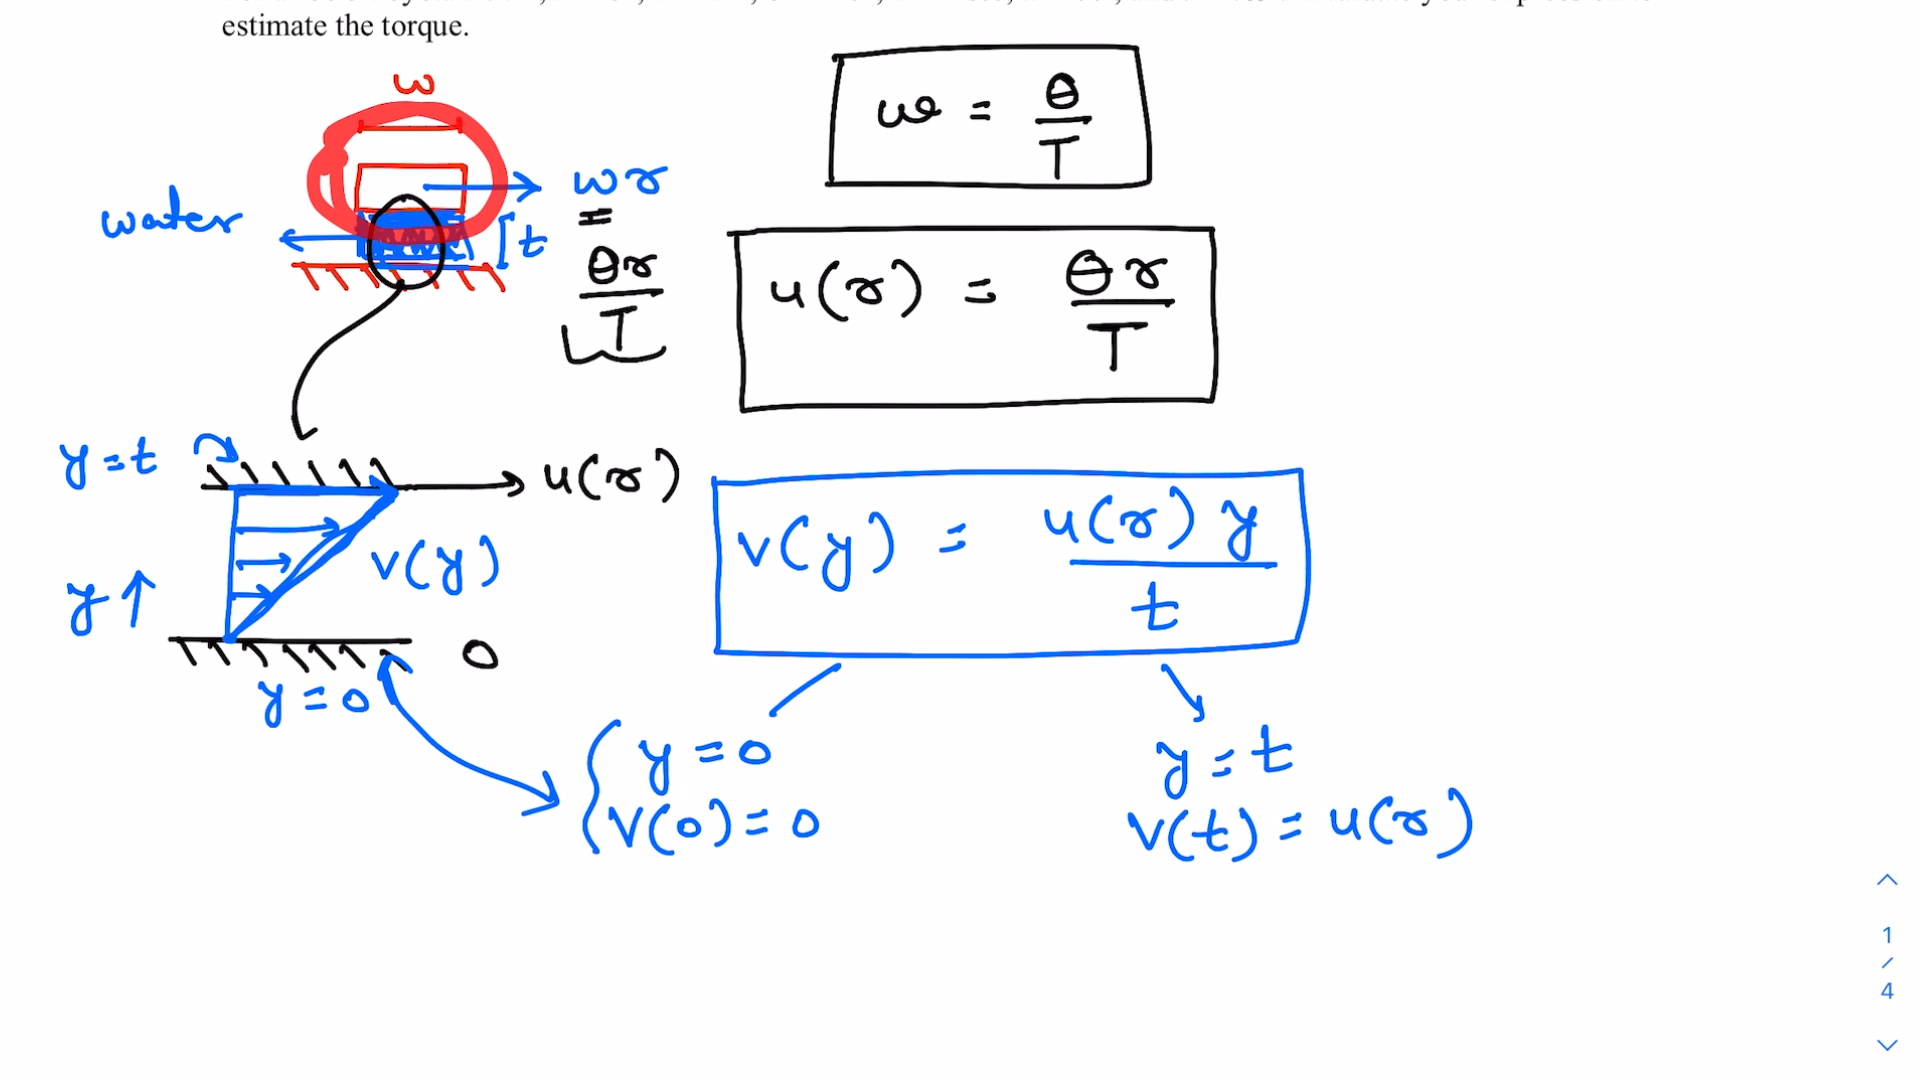 estimate the torque.
w
ω = θ/T
water
ωr
=
θr/T
t
u(r) = θr/T
y=t
u(r)
v(y)
v(y) = u(r) y/t
y↑
0
y=0
y=0
v(0)=0
y=t
v(t)=u(r)
1
/
4